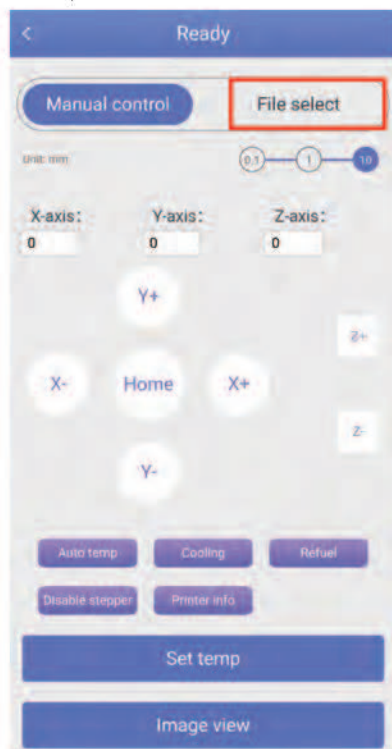 Ready
Manual control File select
Unit: mm 0.1 1 10
X-axis: Y-axis: Z-axis:
0 0 0
Y+
Z+
X- Home X+
Z-
Y-
Auto temp Cooling Refuel
Disable stepper Printer info
Set temp
Image view